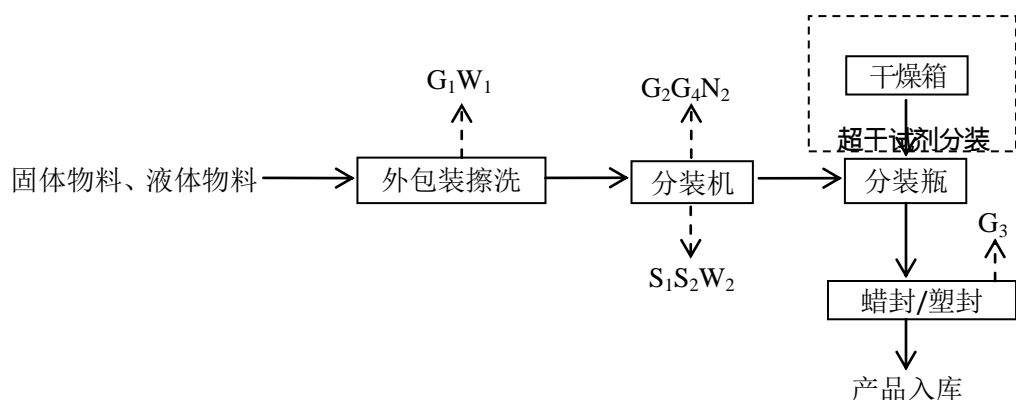 干燥箱
G₁W₁
G₂G₄N₂
超干试剂分装
固体物料、液体物料
外包装擦洗
分装机
分装瓶
G₃
S₁S₂W₂
蜡封/塑封
产品入库